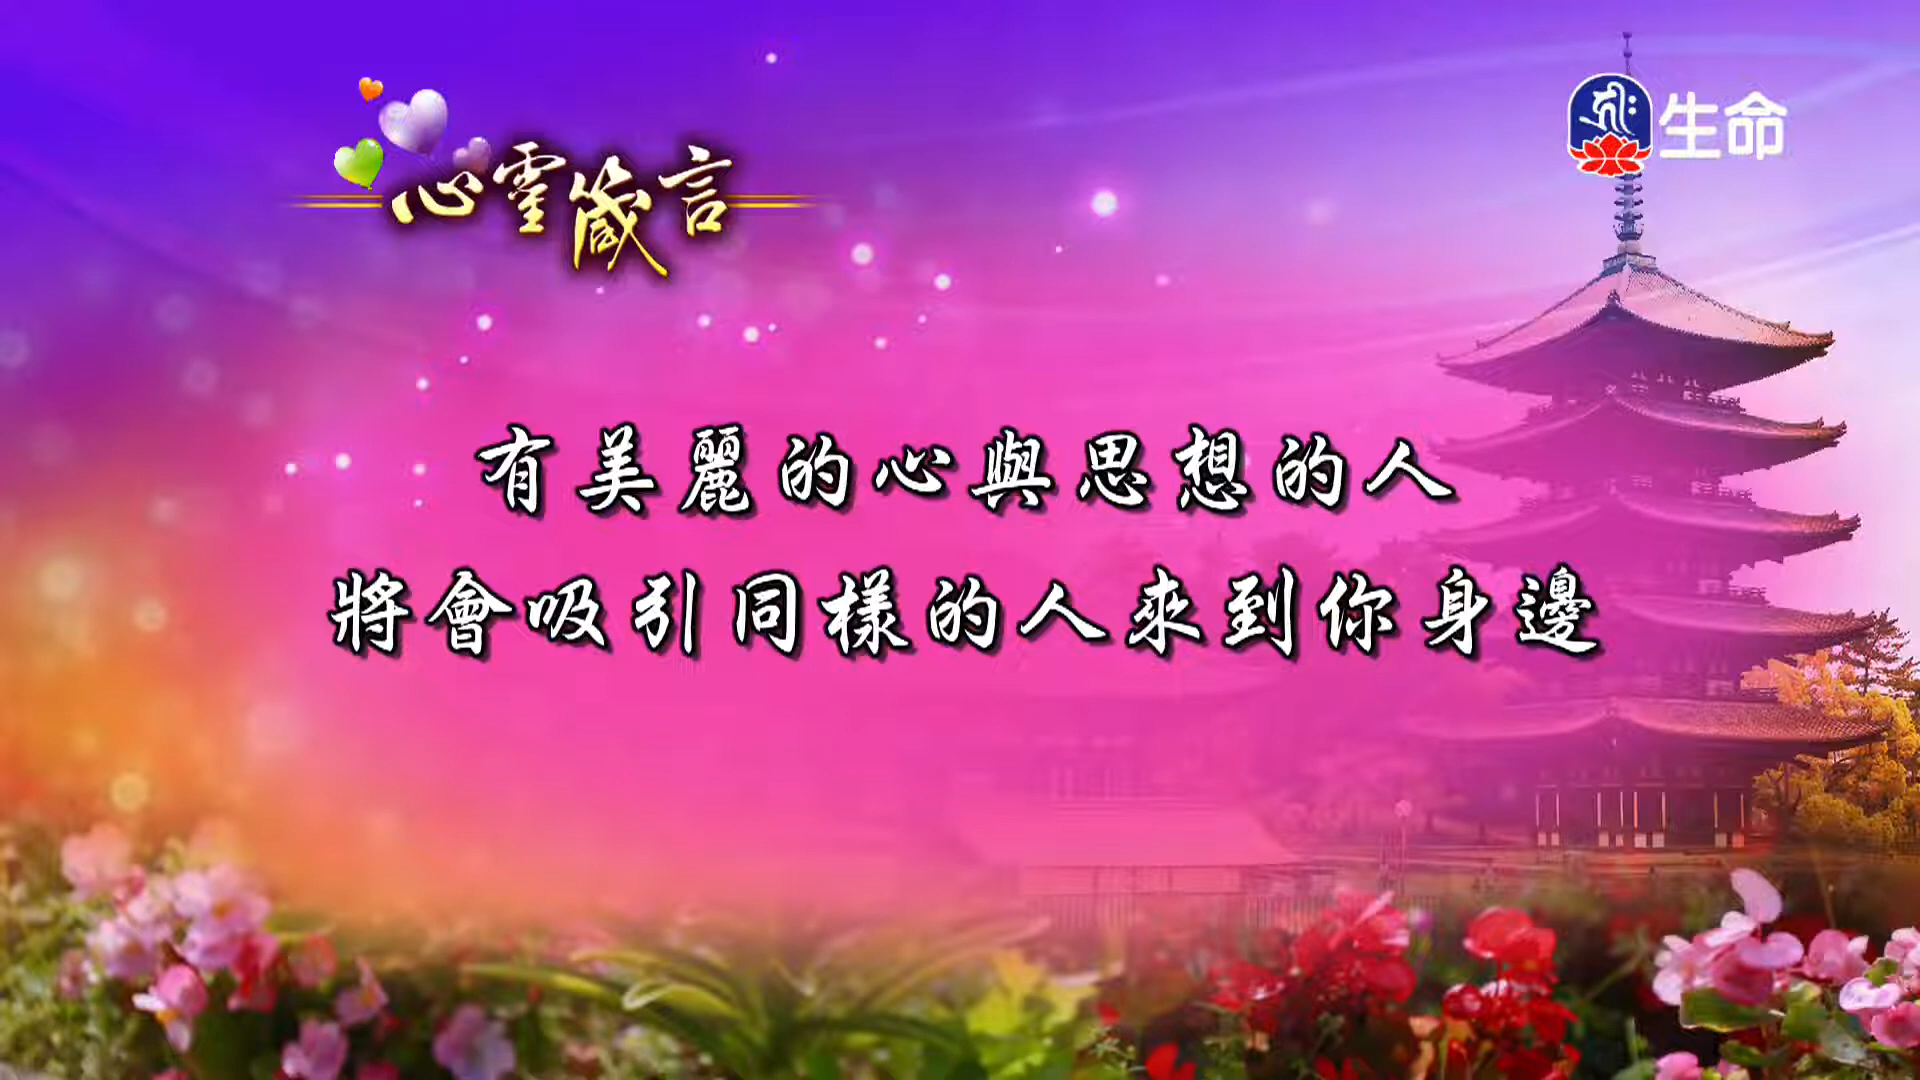 心靈箴言
生命
有美麗的心與思想的人
將會吸引同樣的人來到你身邊